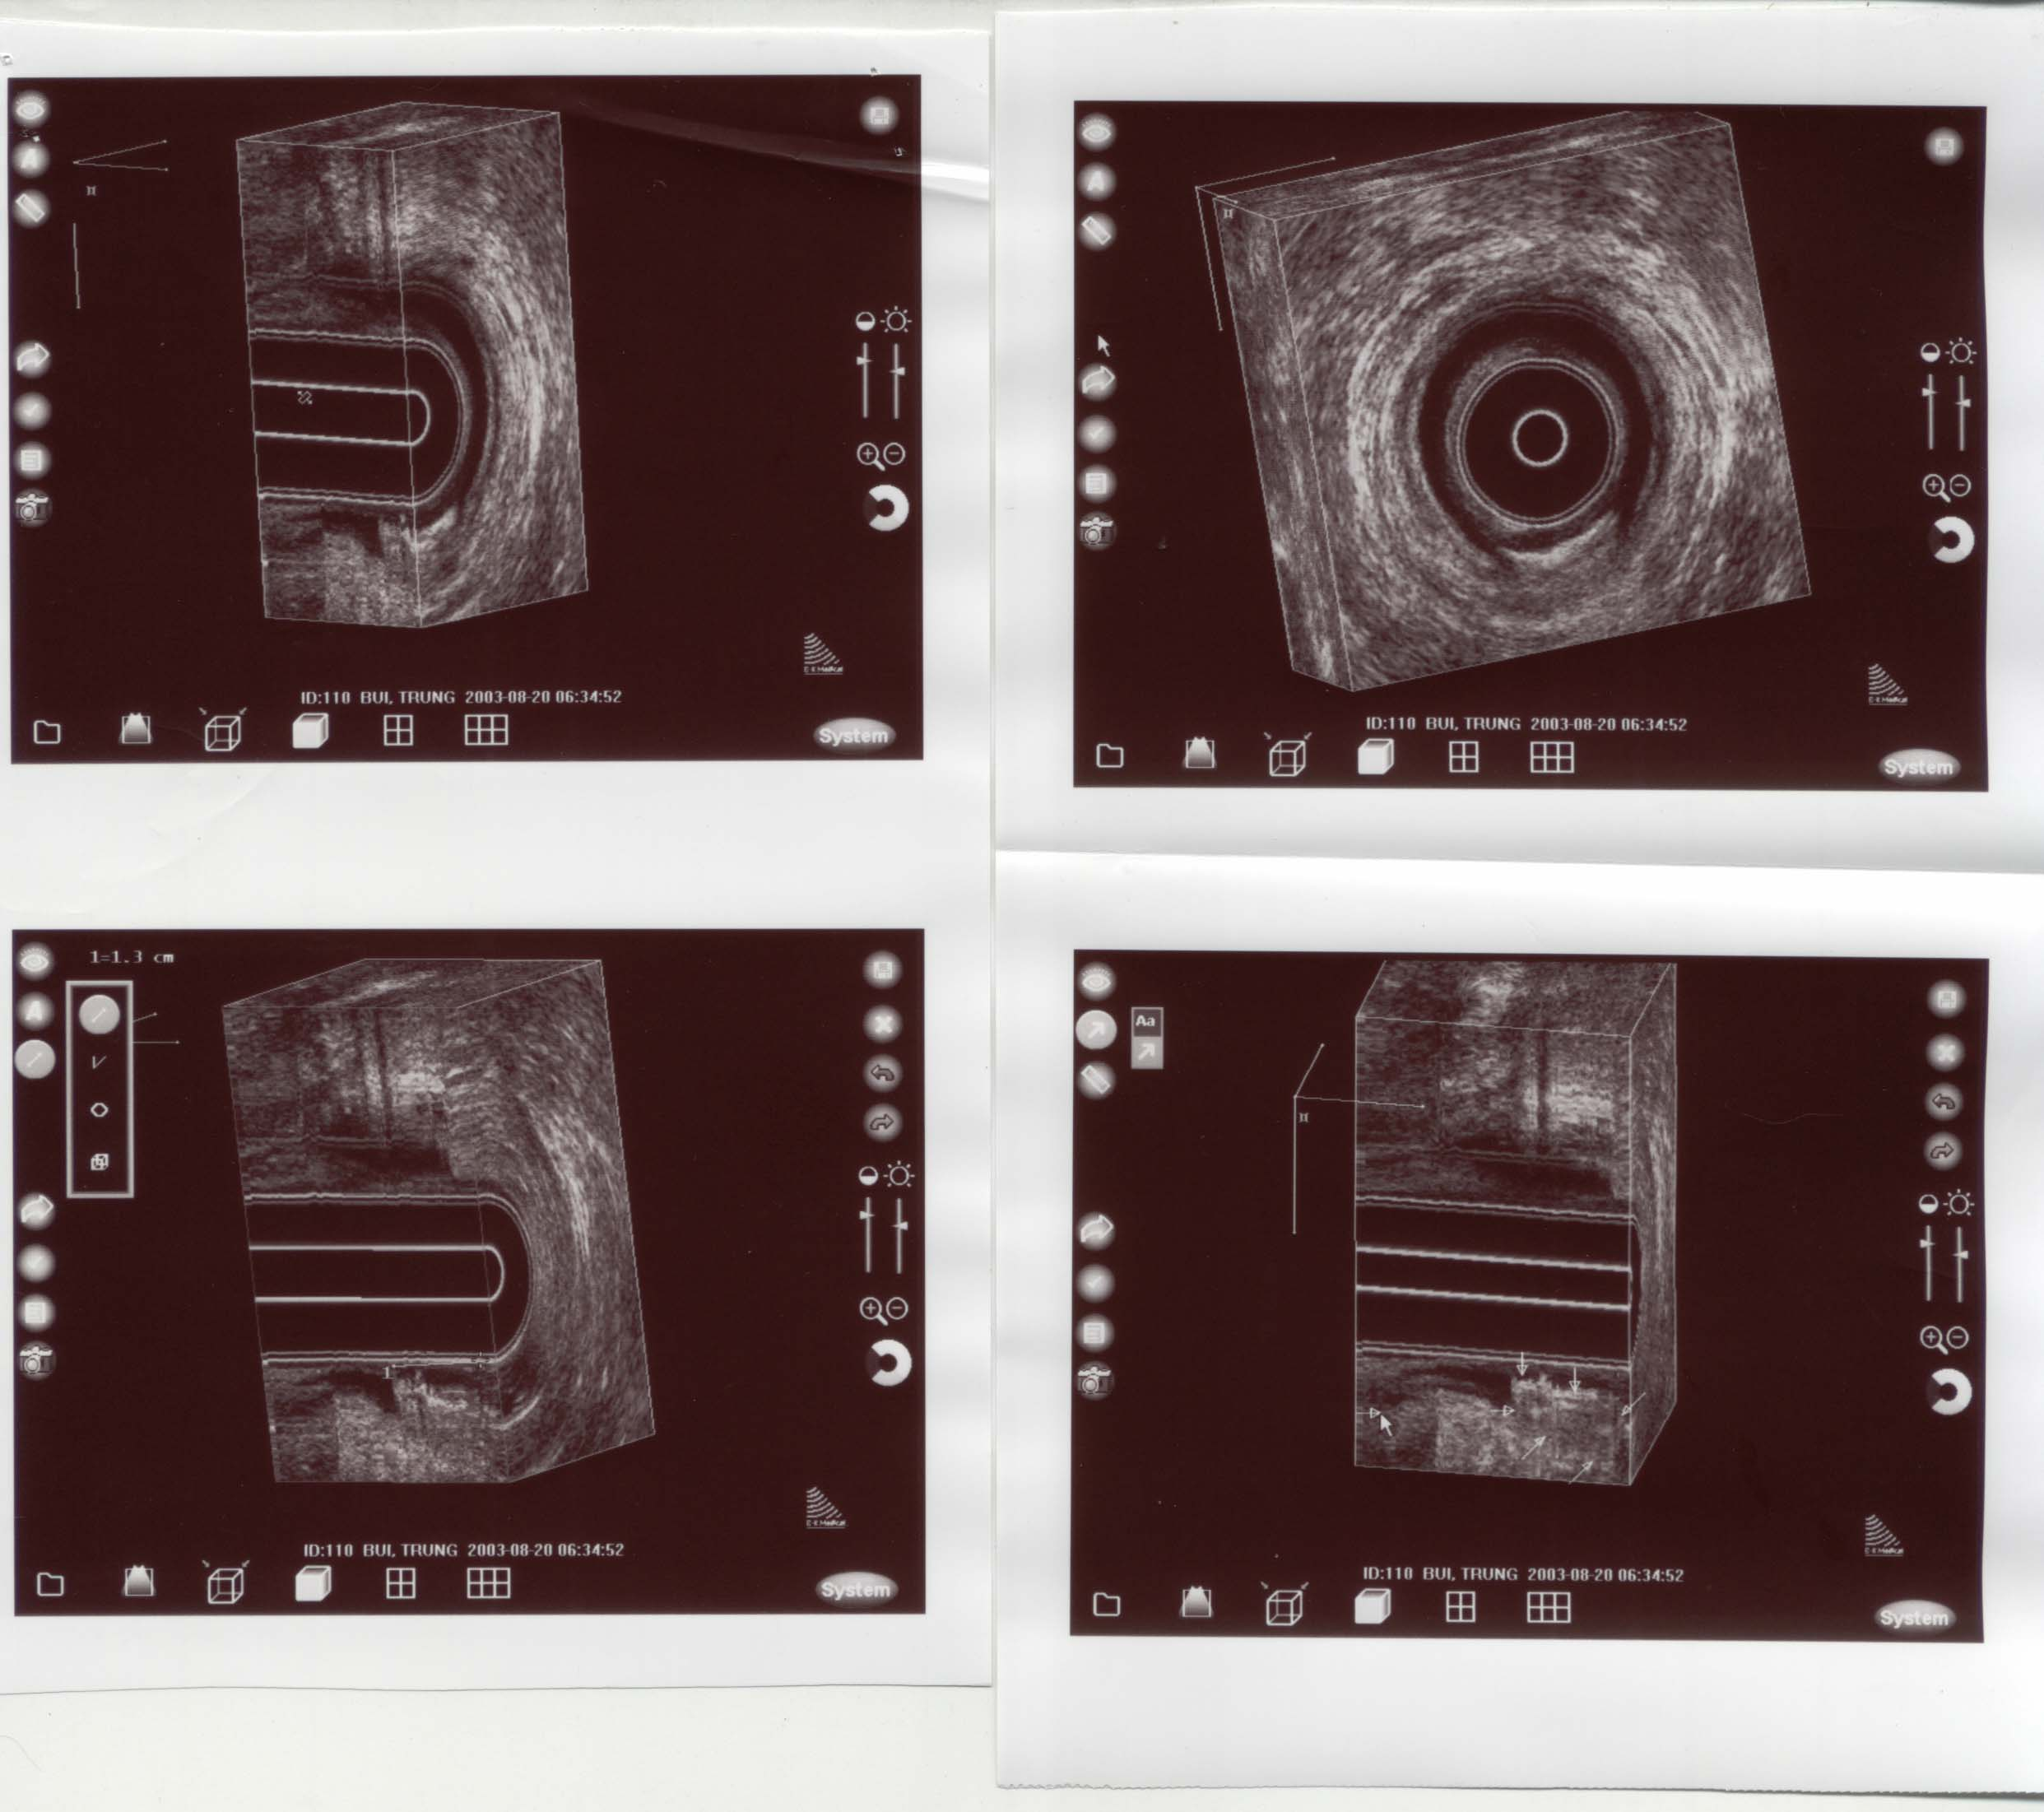 A
ID:110 BUI, TRUNG 2003-08-20 06:34:52
System
A
ID:110 BUI, TRUNG 2003-08-20 06:34:52
System
1=1.3 cm
A
1
ID:110 BUI, TRUNG 2003-08-20 06:34:52
System
Aa
ID:110 BUI, TRUNG 2003-08-20 06:34:52
System